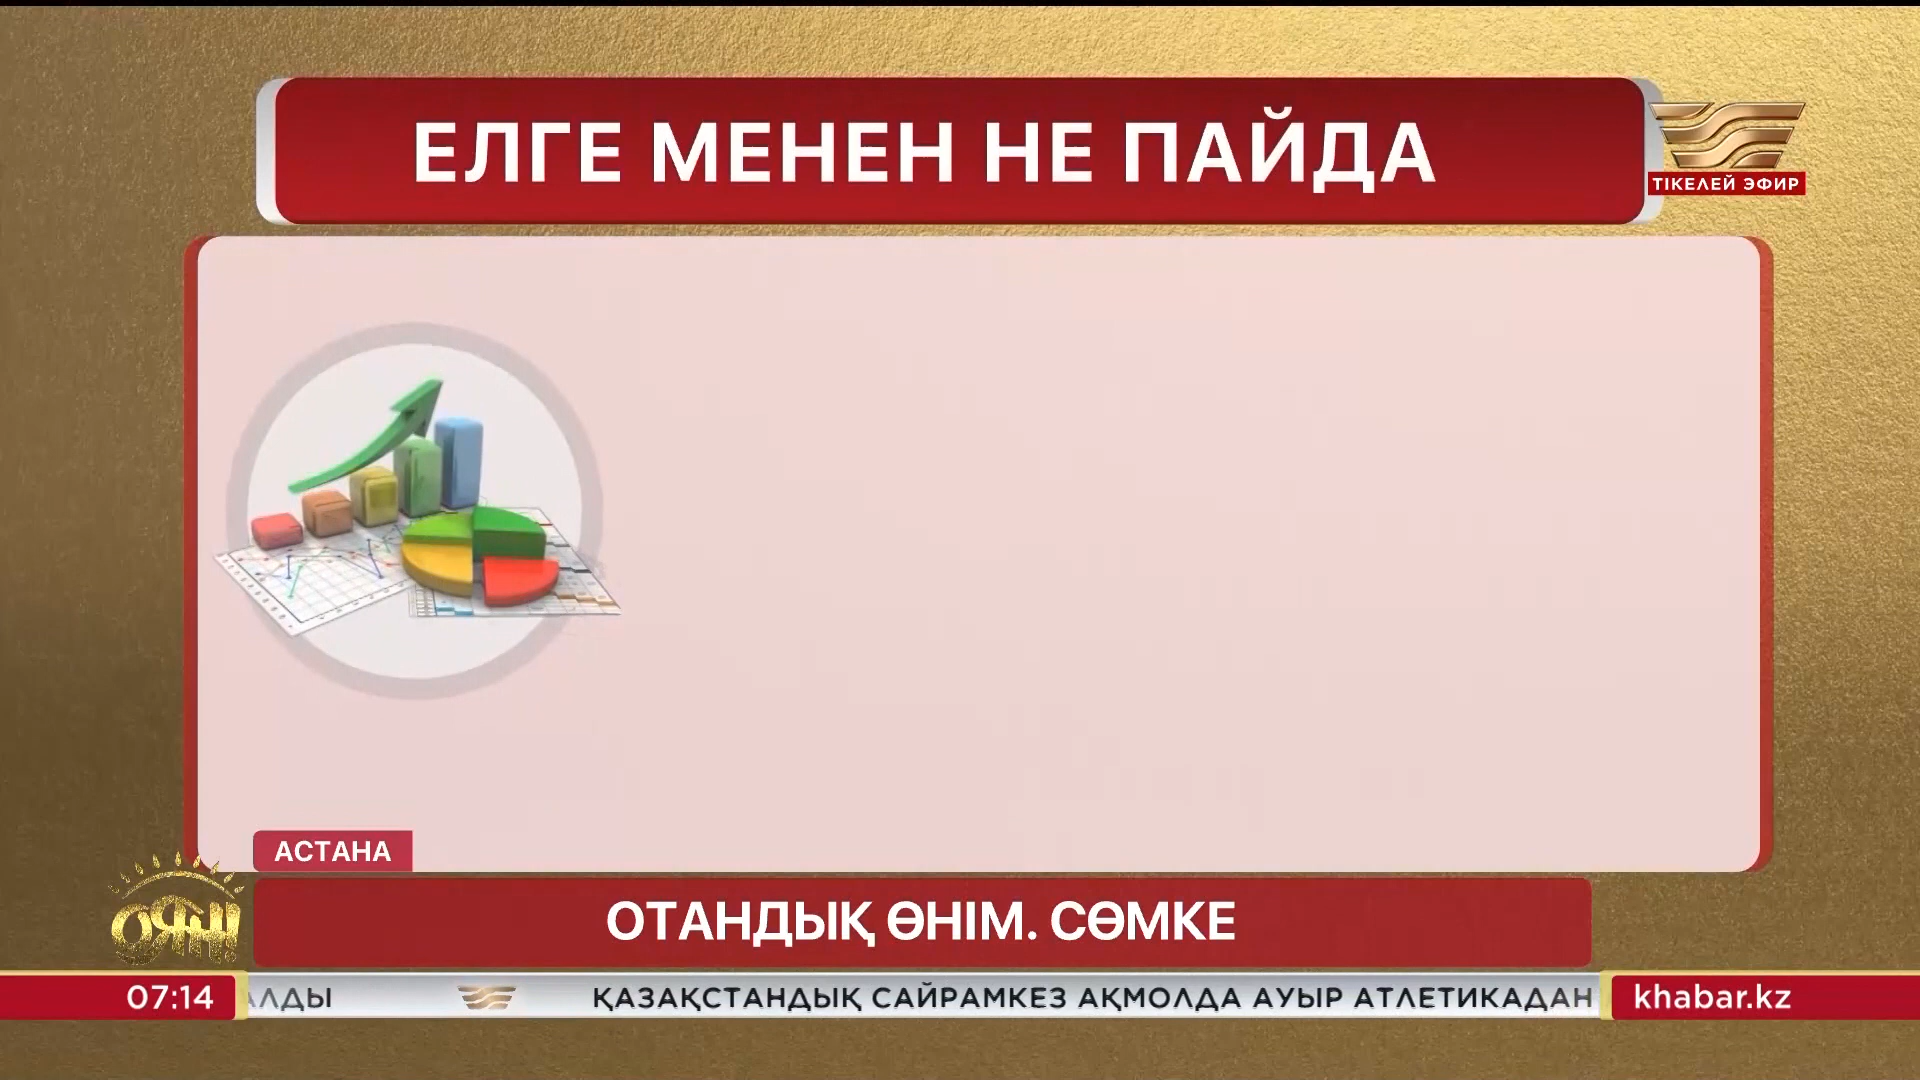 ЕЛГЕ МЕНЕН НЕ ПАЙДА
ТІКЕЛЕЙ ЭФИР
АСТАНА
ОЯН!
ОТАНДЫҚ ӨНІМ. СӨМКЕ
07:14
АЛДЫ
ҚАЗАҚСТАНДЫҚ САЙРАМКЕЗ АҚМОЛДА АУЫР АТЛЕТИКАДАН
khabar.kz